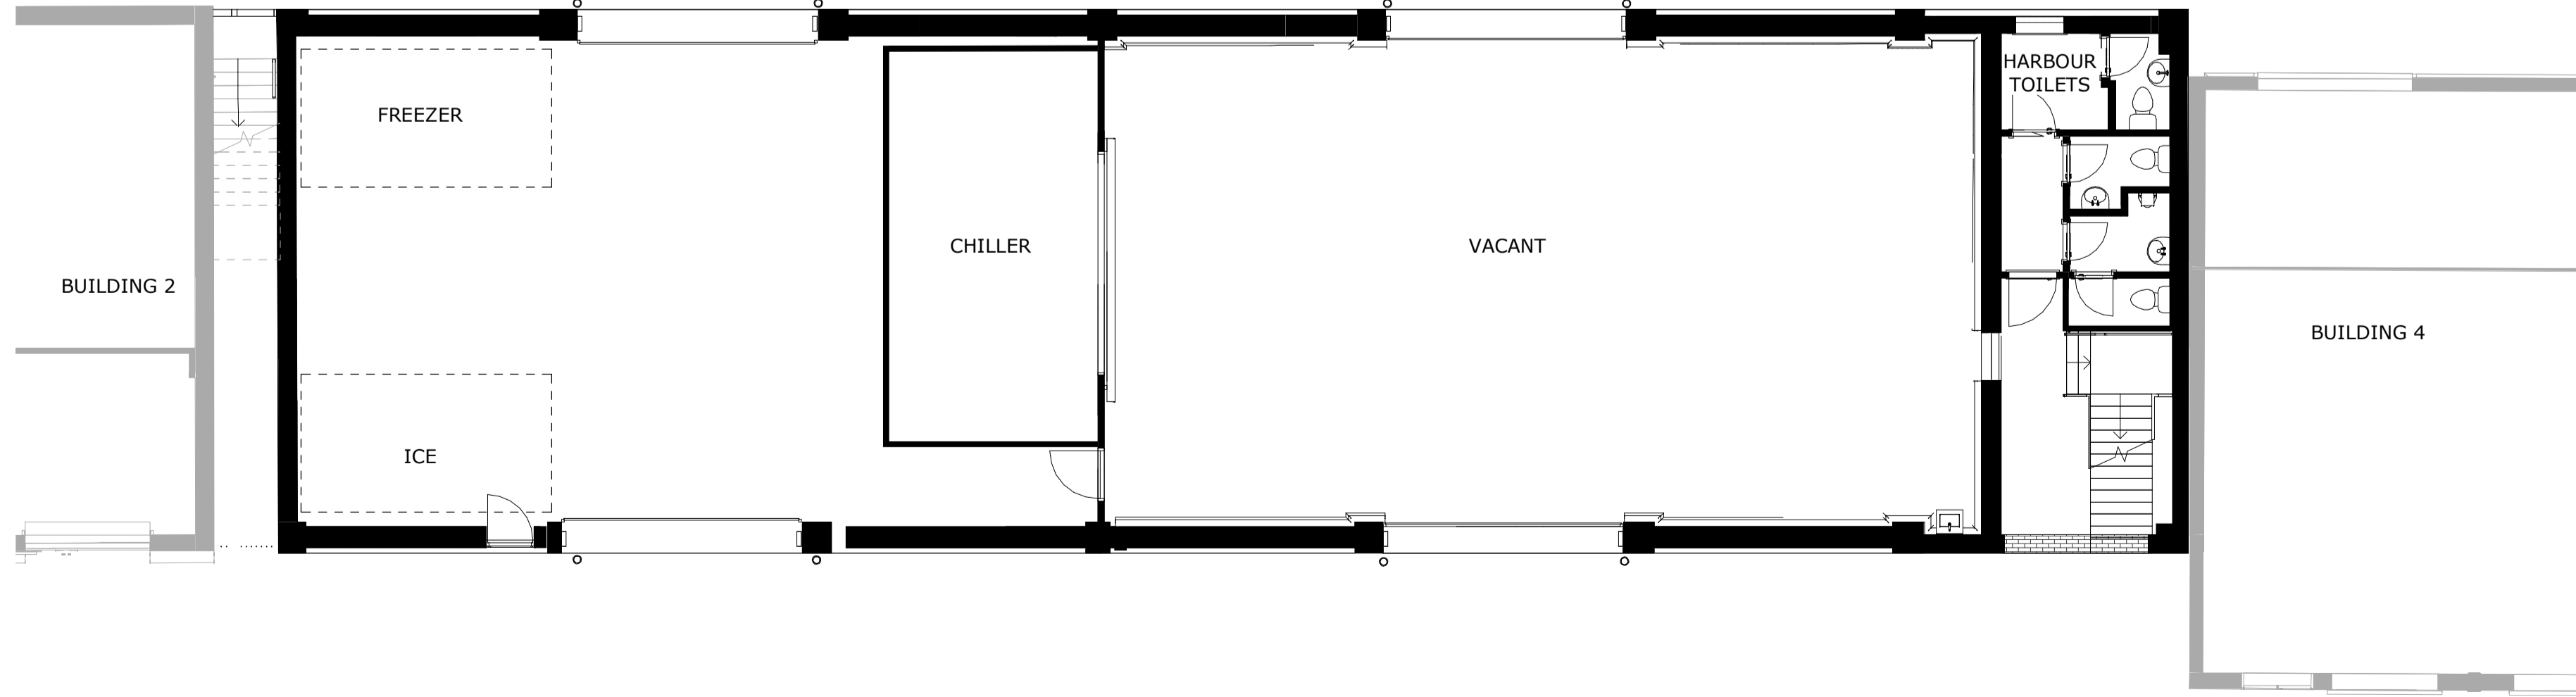 HARBOUR
TOILETS
FREEZER
CHILLER
VACANT
BUILDING 2
BUILDING 4
ICE